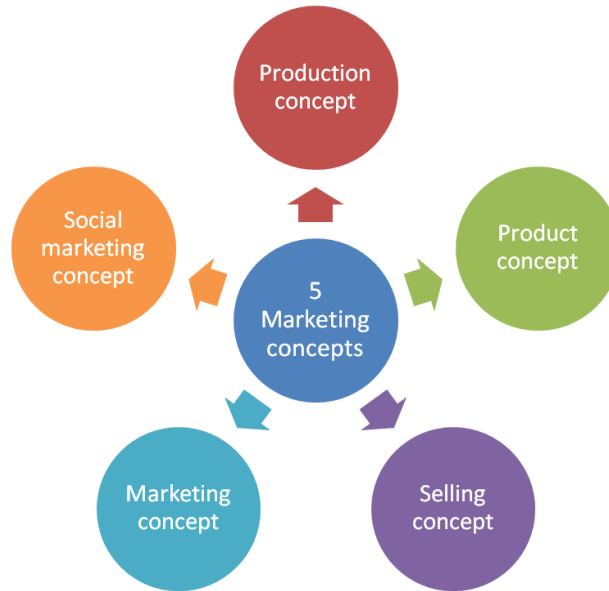 Production
concept
Social
marketing
concept
Product
concept
5
Marketing
concepts
Marketing
concept
Selling
concept